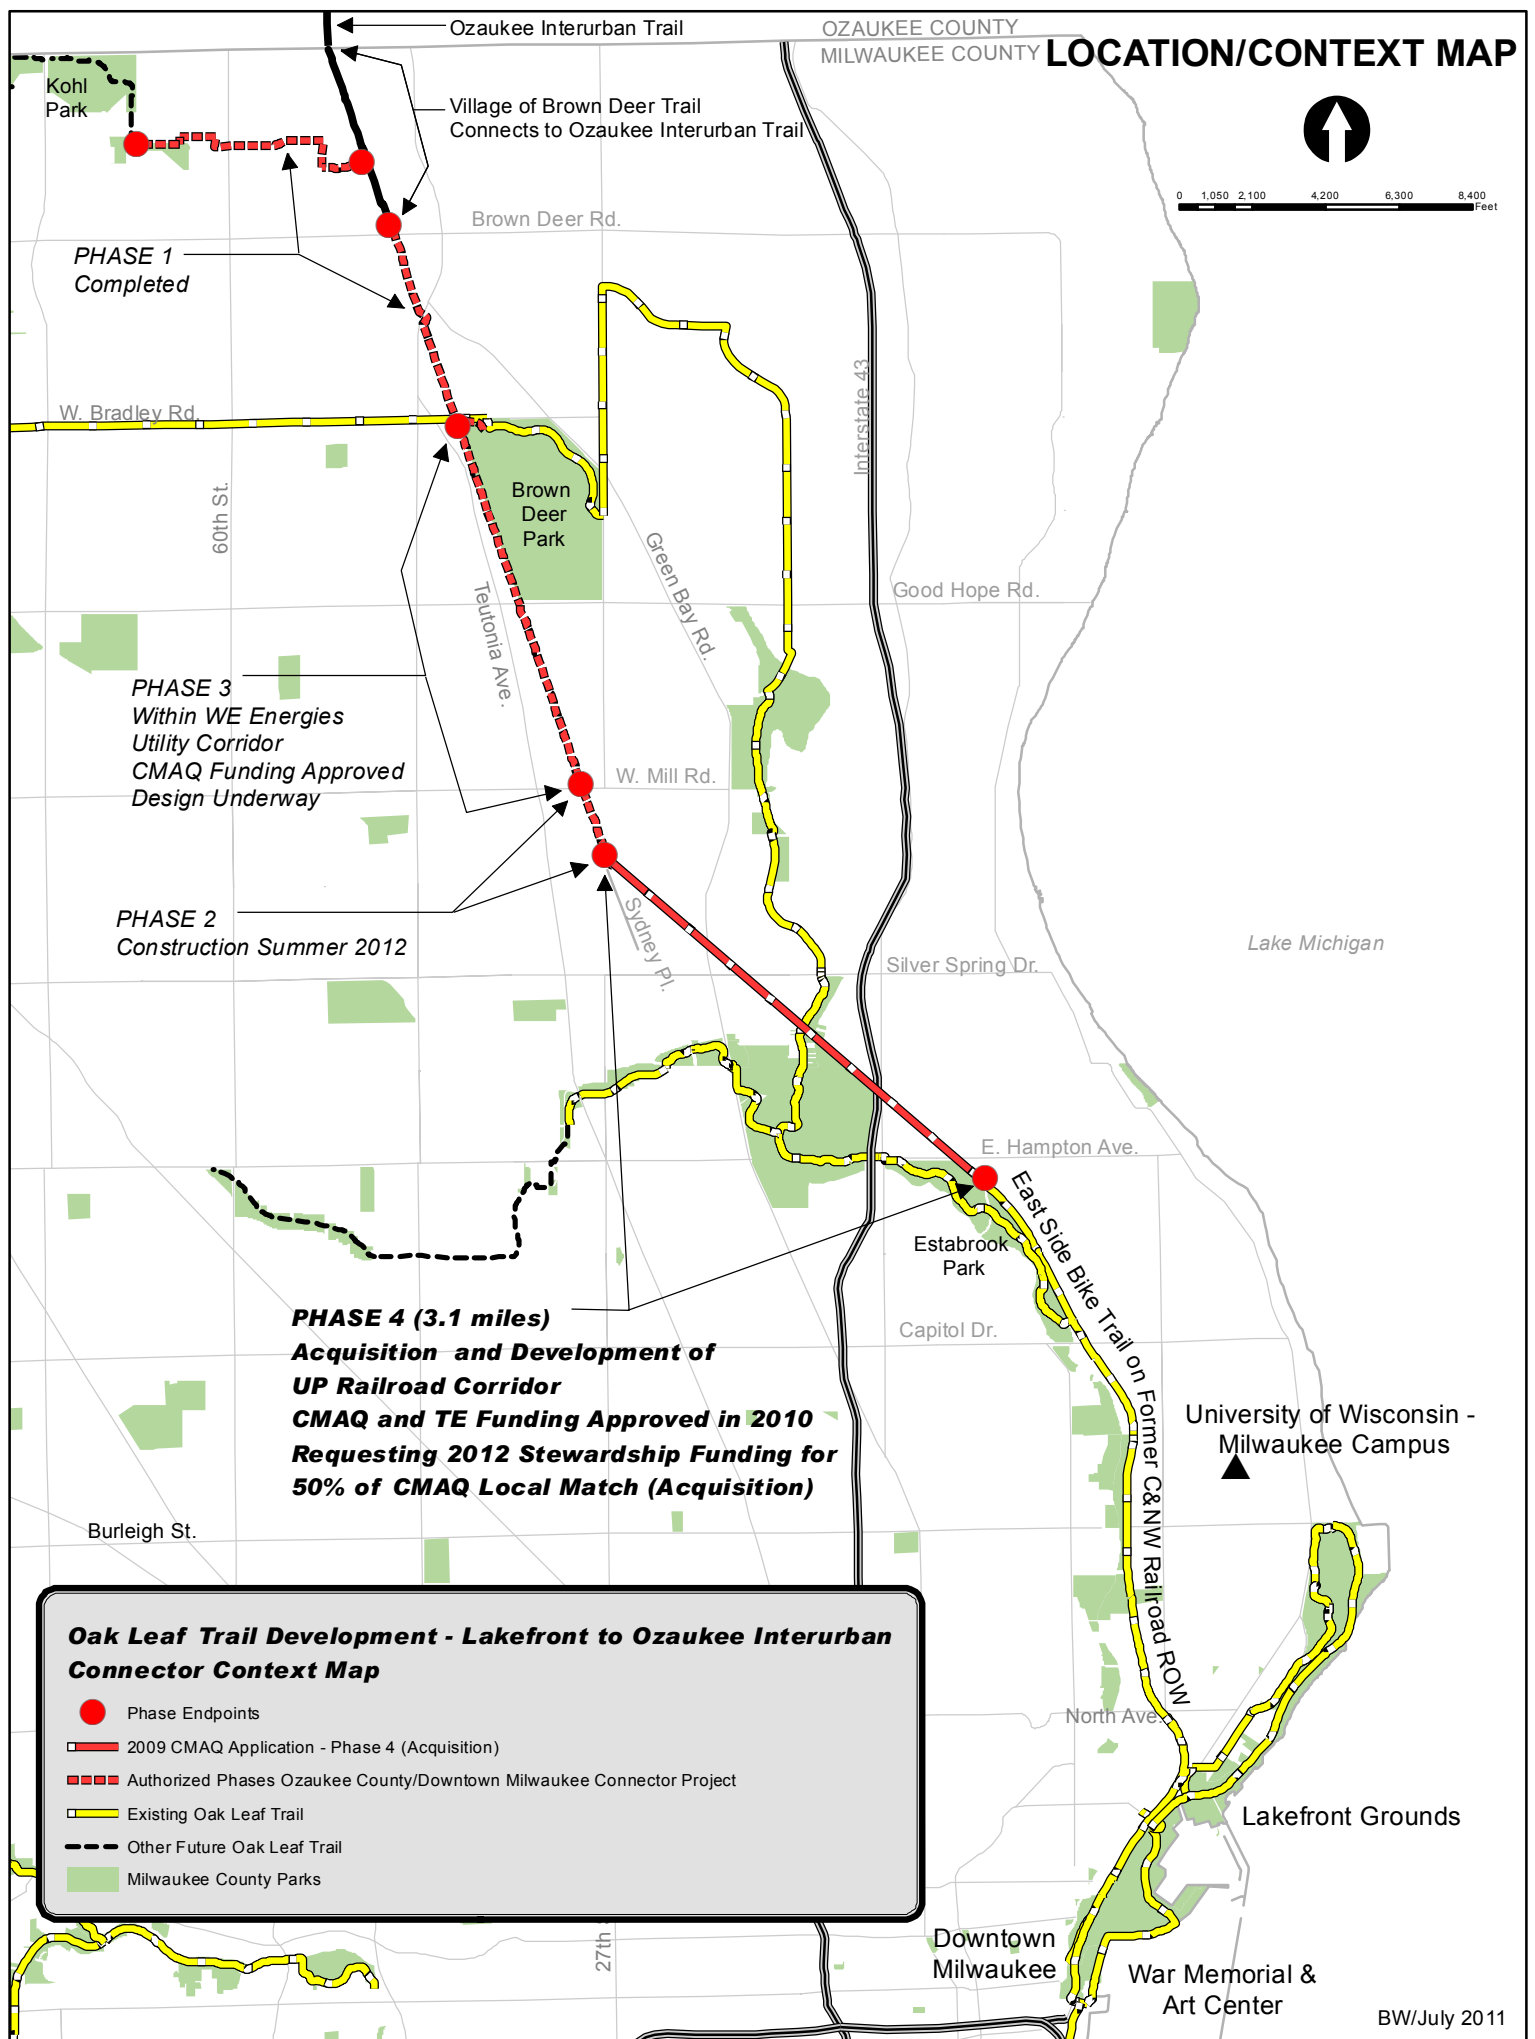 Ozaukee Interurban Trail
OZAUKEE COUNTY
MILWAUKEE COUNTY
LOCATION/CONTEXT MAP
Kohl
Park
Village of Brown Deer Trail
Connects to Ozaukee Interurban Trail
0 1,050 2,100 4,200 6,300 8,400
Feet
Brown Deer Rd.
PHASE 1
Completed
Interstate 43
W. Bradley Rd.
60th St.
Brown
Deer
Park
Green Bay Rd.
Teutonia Ave.
Good Hope Rd.
PHASE 3
Within WE Energies
Utility Corridor
CMAQ Funding Approved
Design Underway
W. Mill Rd.
PHASE 2
Construction Summer 2012
Sydney Pl.
Lake Michigan
Silver Spring Dr.
E. Hampton Ave.
East Side Bike Trail on Former C&NW Railroad ROW
Estabrook
Park
PHASE 4 (3.1 miles)
Acquisition and Development of
UP Railroad Corridor
CMAQ and TE Funding Approved in 2010
Requesting 2012 Stewardship Funding for
50% of CMAQ Local Match (Acquisition)
Capitol Dr.
University of Wisconsin -
Milwaukee Campus
Burleigh St.
Oak Leaf Trail Development - Lakefront to Ozaukee Interurban
Connector Context Map
Phase Endpoints
2009 CMAQ Application - Phase 4 (Acquisition)
Authorized Phases Ozaukee County/Downtown Milwaukee Connector Project
Existing Oak Leaf Trail
Other Future Oak Leaf Trail
Milwaukee County Parks
North Ave.
Lakefront Grounds
27th
Downtown
Milwaukee
War Memorial &
Art Center
BW/July 2011